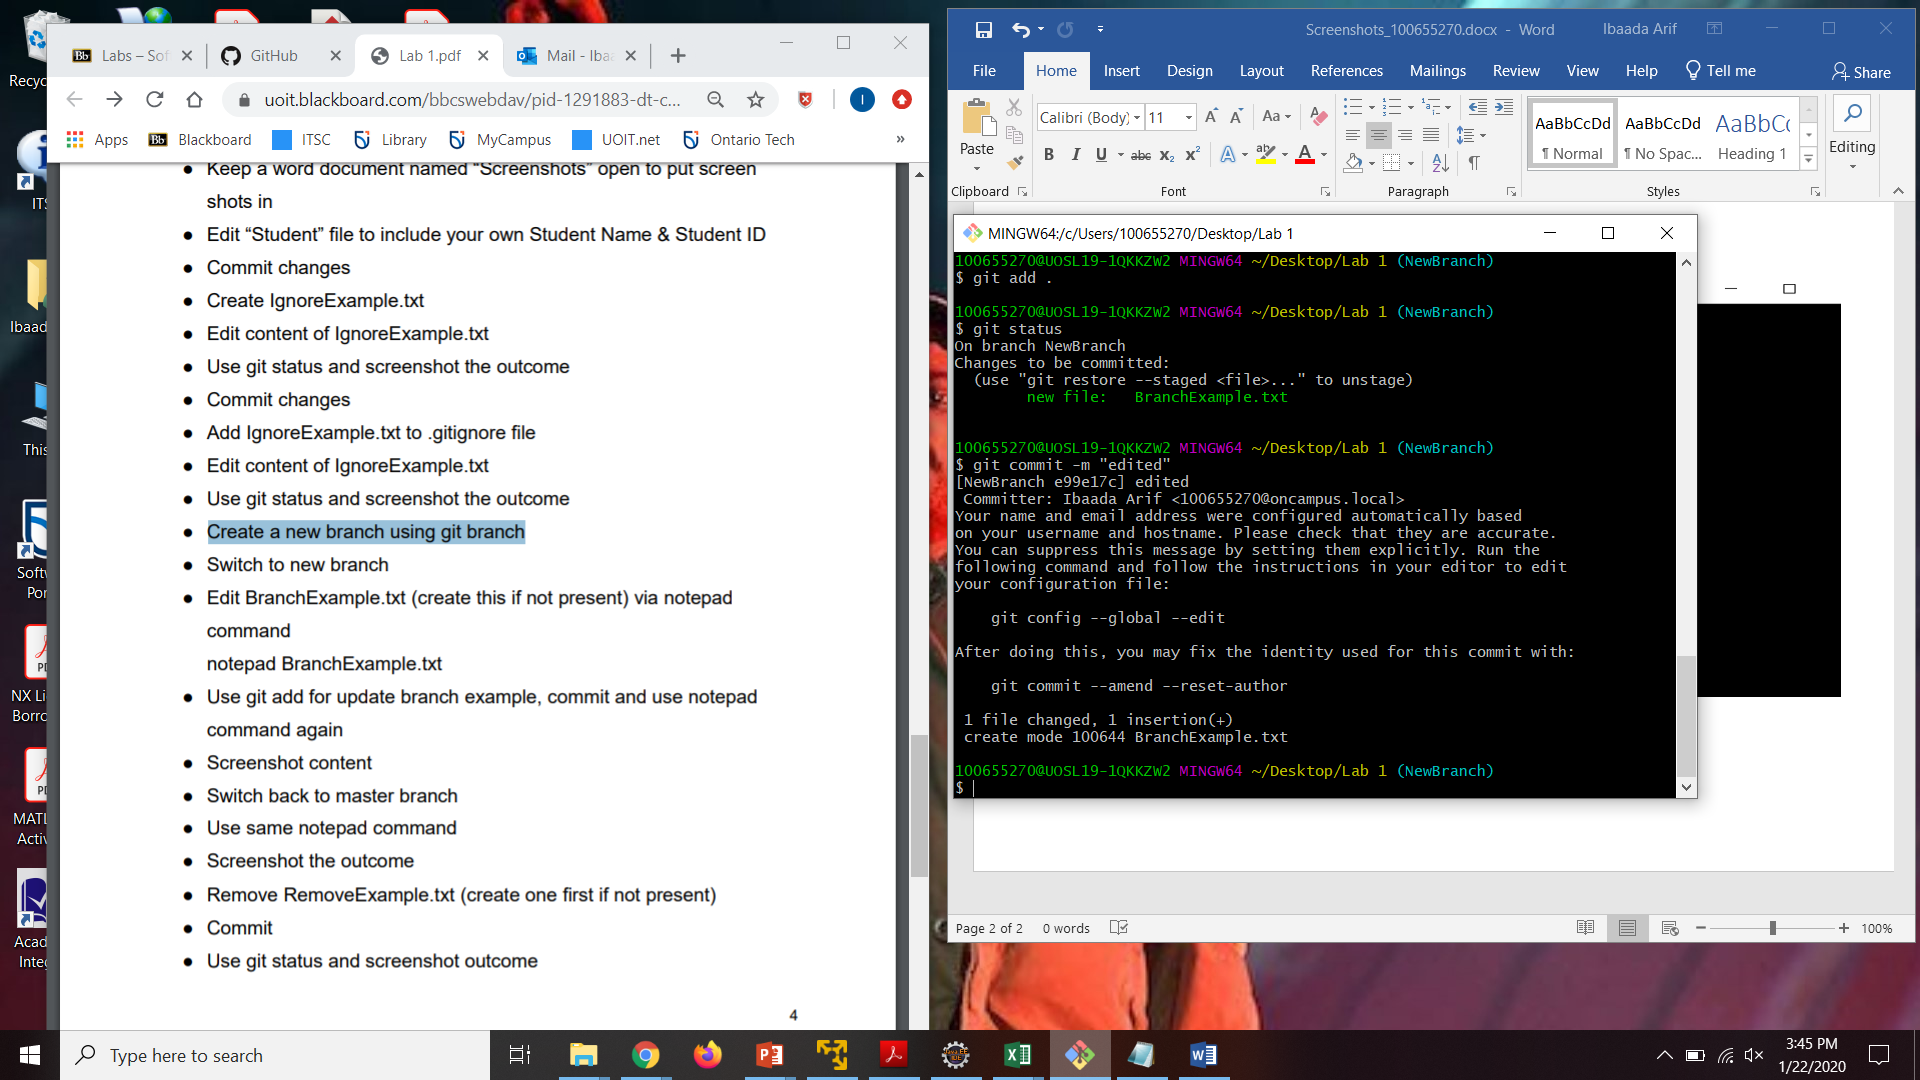 Recyc
ITS
Ibaad
This
Softw
Por
NX Li
Borro
MATL
Activ
Acad
Integ
Labs – Sof
GitHub
Lab 1.pdf
Mail - Ibaa
uoit.blackboard.com/bbcswebdav/pid-1291883-dt-c...
Apps
Blackboard
ITSC
Library
MyCampus
UOIT.net
Ontario Tech
»
● Keep a word document named “Screenshots” open to put screen
shots in
● Edit “Student” file to include your own Student Name & Student ID
● Commit changes
● Create IgnoreExample.txt
● Edit content of IgnoreExample.txt
● Use git status and screenshot the outcome
● Commit changes
● Add IgnoreExample.txt to .gitignore file
● Edit content of IgnoreExample.txt
● Use git status and screenshot the outcome
● Create a new branch using git branch
● Switch to new branch
● Edit BranchExample.txt (create this if not present) via notepad
command
notepad BranchExample.txt
● Use git add for update branch example, commit and use notepad
command again
● Screenshot content
● Switch back to master branch
● Use same notepad command
● Screenshot the outcome
● Remove RemoveExample.txt (create one first if not present)
● Commit
● Use git status and screenshot outcome
4
Screenshots_100655270.docx - Word
Ibaada Arif
File Home Insert Design Layout References Mailings Review View Help Tell me Share
Paste
Clipboard
Calibri (Body) 11
Font
Paragraph
AaBbCcDd AaBbCcDd AaBbCc
¶ Normal ¶ No Spac... Heading 1
Styles
Editing
MINGW64:/c/Users/100655270/Desktop/Lab 1
100655270@UOSL19-1QKKZW2 MINGW64 ~/Desktop/Lab 1 (NewBranch)
$ git add .
100655270@UOSL19-1QKKZW2 MINGW64 ~/Desktop/Lab 1 (NewBranch)
$ git status
On branch NewBranch
Changes to be committed:
(use "git restore --staged <file>..." to unstage)
new file:   BranchExample.txt
100655270@UOSL19-1QKKZW2 MINGW64 ~/Desktop/Lab 1 (NewBranch)
$ git commit -m "edited"
[NewBranch e99e17c] edited
Committer: Ibaada Arif <100655270@oncampus.local>
Your name and email address were configured automatically based
on your username and hostname. Please check that they are accurate.
You can suppress this message by setting them explicitly. Run the
following command and follow the instructions in your editor to edit
your configuration file:
git config --global --edit
After doing this, you may fix the identity used for this commit with:
git commit --amend --reset-author
1 file changed, 1 insertion(+)
create mode 100644 BranchExample.txt
100655270@UOSL19-1QKKZW2 MINGW64 ~/Desktop/Lab 1 (NewBranch)
$
Page 2 of 2
0 words
100%
Type here to search
3:45 PM
1/22/2020